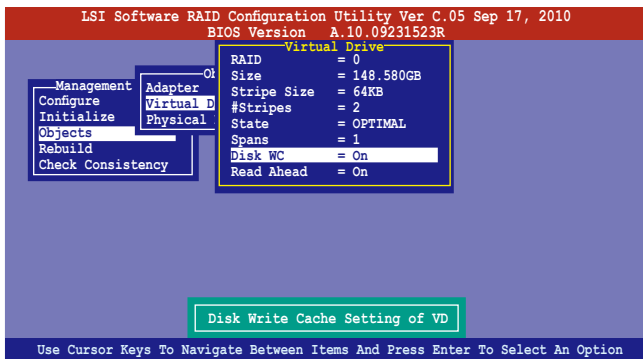 LSI Software RAID Configuration Utility Ver C.05 Sep 17, 2010
BIOS Version A.10.09231523R
Management
Configure
Initialize
Objects
Rebuild
Check Consistency
Adapter
Virtual
Physical
Virtual Drive
RAID = 0
Size = 148.580GB
Stripe Size = 64KB
#Stripes = 2
State = OPTIMAL
Spans = 1
Disk WC = On
Read Ahead = On
Disk Write Cache Setting of VD
Use Cursor Keys To Navigate Between Items And Press Enter To Select An Option